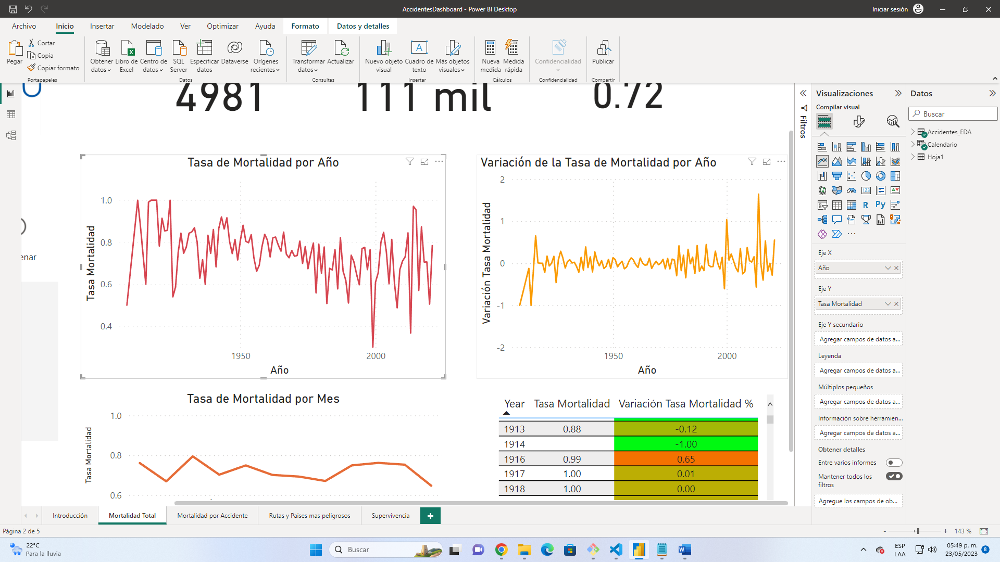 AccidentesDashboard - Power BI Desktop
Iniciar sesión
Archivo
Inicio
Insertar
Modelado
Ver
Optimizar
Ayuda
Formato
Datos y detalles
Pegar
Cortar
Copia
Copiar formato
Portapapeles
Obtener datos
Libro de Excel
Centro de datos
SQL Server
Especificar datos
Dataverse
Orígenes recientes
Datos
Transformar datos
Actualizar
Consultas
Nuevo objeto visual
Cuadro de texto
Más objetos visuales
Insertar
Nueva medida
Medida rápida
Cálculos
Confidencialidad
Confidencialidad
Publicar
Compartir
4981
111 mil
0.72
enar
Tasa de Mortalidad por Año
Tasa Mortalidad
1.0
0.8
0.6
0.4
1950
2000
Año
Variación de la Tasa de Mortalidad por Año
Variación Tasa Mortalidad
2
1
0
-1
-2
1950
2000
Año
Tasa de Mortalidad por Mes
Tasa Mortalidad
1.0
0.8
0.6
Year Tasa Mortalidad Variación Tasa Mortalidad %
1913 0.88 -0.12
1914 -1.00
1916 0.99 0.65
1917 1.00 0.01
1918 1.00 0.00
Filtros
Visualizaciones
Compilar visual
123
R
Py
Eje X
Año
Eje Y
Tasa Mortalidad
Eje Y secundario
Agregar campos de datos a...
Leyenda
Agregar campos de datos a...
Múltiplos pequeños
Agregar campos de datos a...
Información sobre herramien...
Agregar campos de datos a...
Obtener detalles
Entre varios informes
Mantener todos los filtros
Agregue los campos de ob...
Datos
Buscar
Accidentes_EDA
Calendario
Hoja1
Introducción
Mortalidad Total
Mortalidad por Accidente
Rutas y Paises mas peligrosos
Supervivencia
Página 2 de 5
- + 143 %
22°C
Para la lluvia
Buscar
ESP
LAA
05:49 p. m.
23/05/2023
8